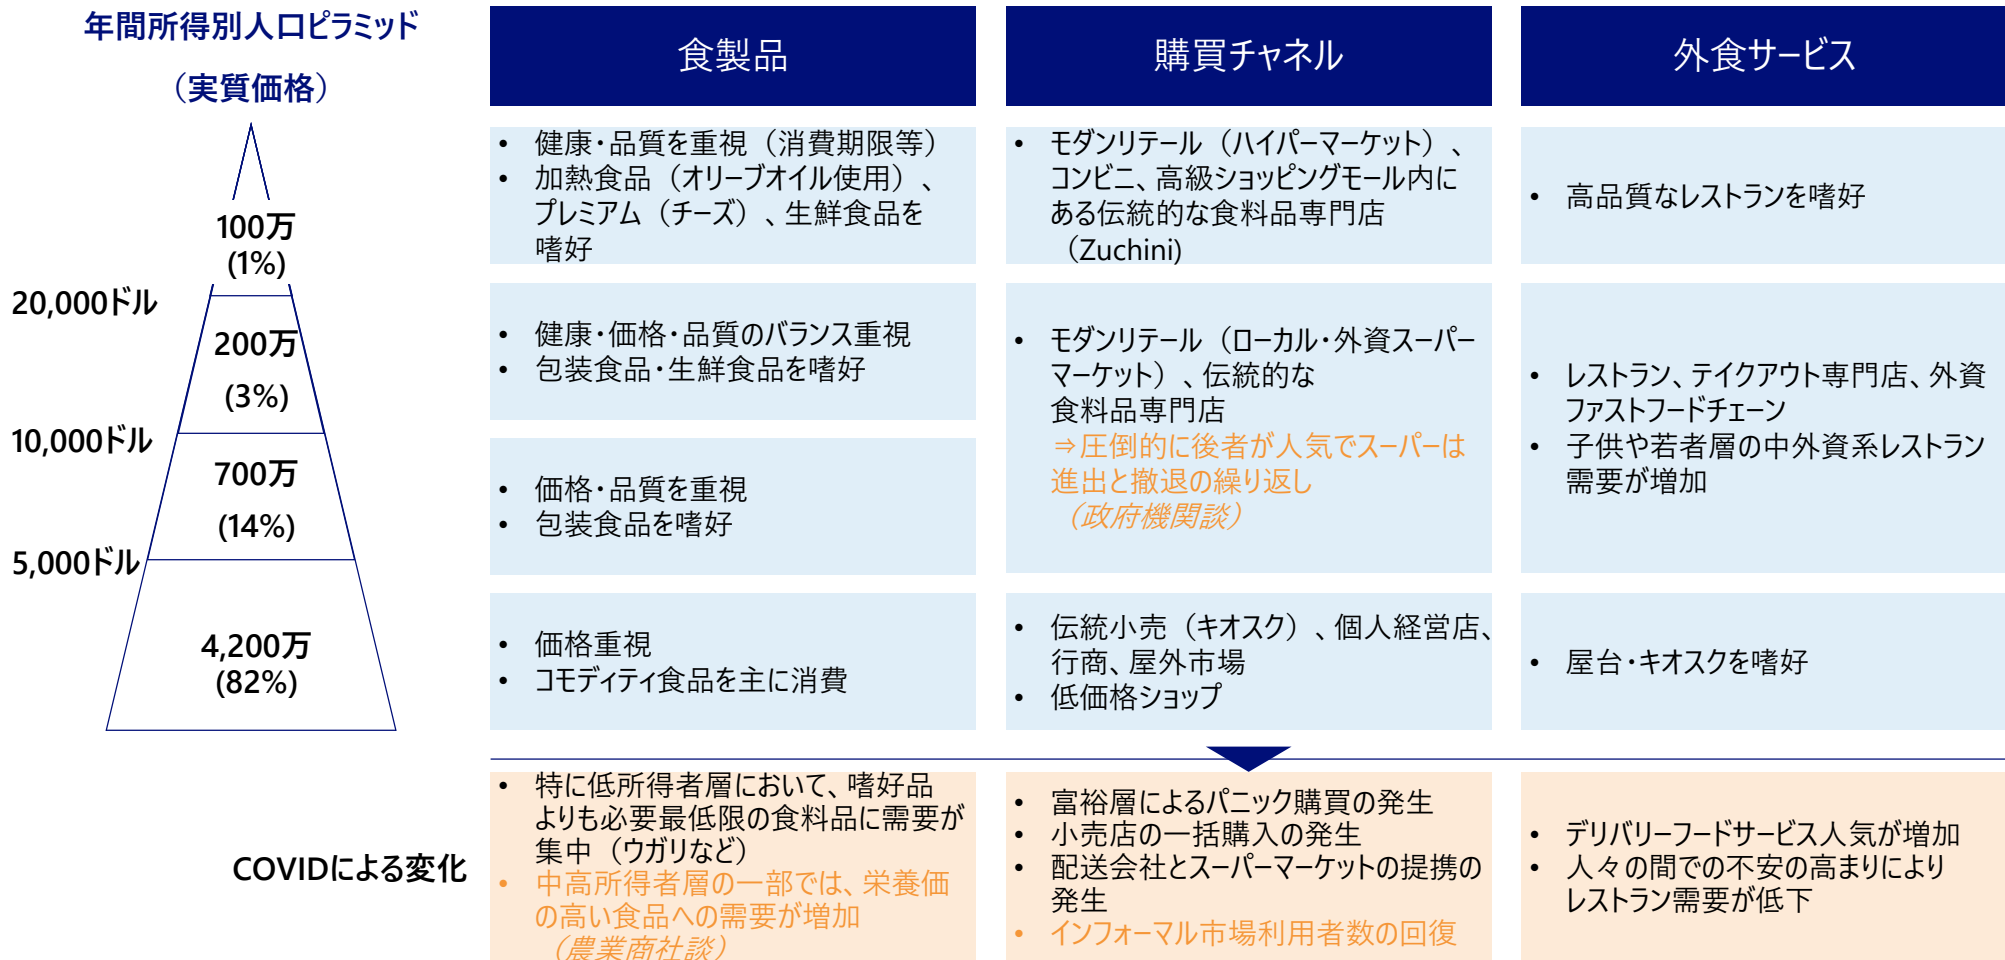 年間所得別人口ピラミッド
（実質価格）
食製品
購買チャネル
外食サービス
100万
(1%)
20,000ドル
200万
(3%)
10,000ドル
700万
(14%)
5,000ドル
4,200万
(82%)
• 健康・品質を重視（消費期限等）
• 加熱食品（オリーブオイル使用）、
プレミアム（チーズ）、生鮮食品を
嗜好
• モダンリテール（ハイパーマーケット）、
コンビニ、高級ショッピングモール内に
ある伝統的な食料品専門店
（Zuchini)
• 高品質なレストランを嗜好
• 健康・価格・品質のバランス重視
• 包装食品・生鮮食品を嗜好
• モダンリテール（ローカル・外資スーパー
マーケット）、伝統的な
食料品専門店
⇒圧倒的に後者が人気でスーパーは
進出と撤退の繰り返し
（政府機関談）
• レストラン、テイクアウト専門店、外資
ファストフードチェーン
• 子供や若者層の中外資系レストラン
需要が増加
• 価格・品質を重視
• 包装食品を嗜好
• 価格重視
• コモディティ食品を主に消費
• 伝統小売（キオスク）、個人経営店、
行商、屋外市場
• 低価格ショップ
• 屋台・キオスクを嗜好
COVIDによる変化
• 特に低所得者層において、嗜好品
よりも必要最低限の食料品に需要が
集中（ウガリなど）
• 中高所得者層の一部では、栄養価
の高い食品への需要が増加
（農業商社談）
• 富裕層によるパニック購買の発生
• 小売店の一括購入の発生
• 配送会社とスーパーマーケットの提携の
発生
• インフォーマル市場利用者数の回復
• デリバリーフードサービス人気が増加
• 人々の間での不安の高まりにより
レストラン需要が低下